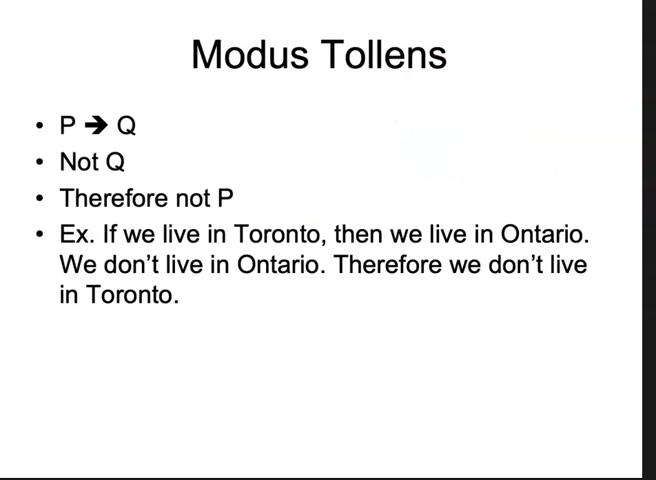 Modus Tollens
• P ➔ Q
• Not Q
• Therefore not P
• Ex. If we live in Toronto, then we live in Ontario.
We don’t live in Ontario. Therefore we don’t live
in Toronto.